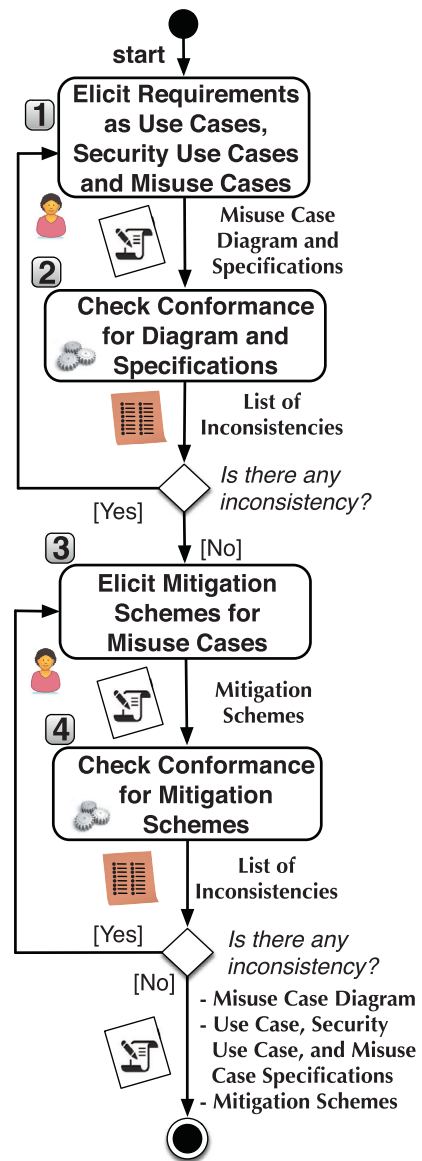 start
1
Elicit Requirements
as Use Cases,
Security Use Cases
and Misuse Cases
Misuse Case
Diagram and
Specifications
2
Check Conformance
for Diagram and
Specifications
List of
Inconsistencies
Is there any
inconsistency?
[Yes]
[No]
3
Elicit Mitigation
Schemes for
Misuse Cases
Mitigation
Schemes
4
Check Conformance
for Mitigation
Schemes
List of
Inconsistencies
[Yes]
Is there any
inconsistency?
[No]
- Misuse Case Diagram
- Use Case, Security
Use Case, and Misuse
Case Specifications
- Mitigation Schemes